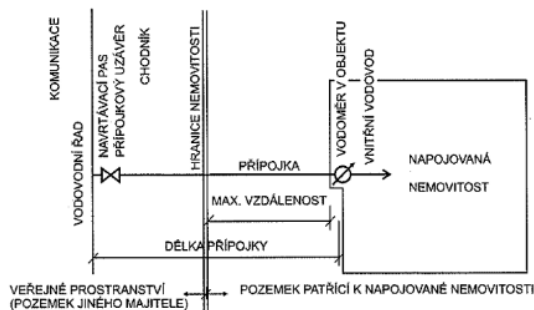 KOMUNIKACE
VODOVODNÍ ŘAD
NAVRTÁVACÍ PAS
PŘÍPOJKOVÝ UZÁVĚR
CHODNÍK
HRANICE NEMOVITOSTI
PŘÍPOJKA
MAX. VZDÁLENOST
DÉLKA PŘÍPOJKY
VODOMĚR V OBJEKTU
VNITŘNÍ VODOVOD
NAPOJOVANÁ
NEMOVITOST
VEŘEJNÉ PROSTRANSTVÍ
(POZEMEK JINÉHO MAJITELE)
POZEMEK PATŘÍCÍ K NAPOJOVANÉ NEMOVITOSTI